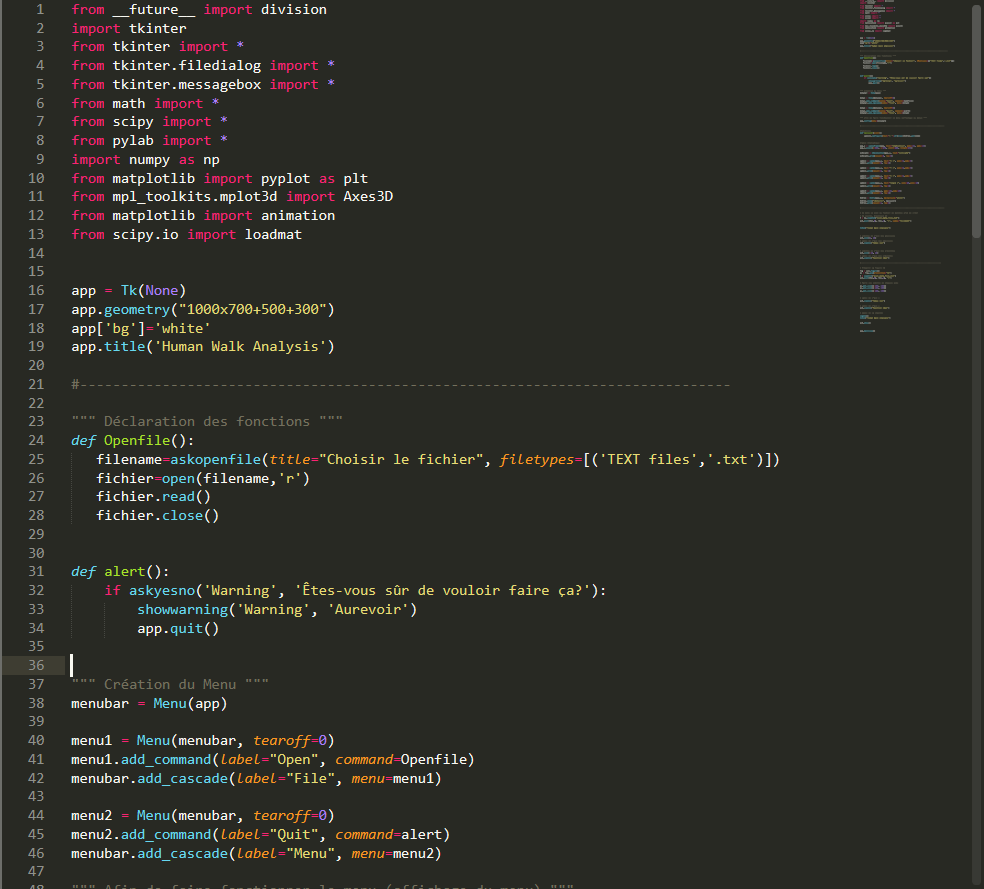 1 from __future__ import division
2 import tkinter
3 from tkinter import *
4 from tkinter.filedialog import *
5 from tkinter.messagebox import *
6 from math import *
7 from scipy import *
8 from pylab import *
9 import numpy as np
10 from matplotlib import pyplot as plt
11 from mpl_toolkits.mplot3d import Axes3D
12 from matplotlib import animation
13 from scipy.io import loadmat
14
15
16 app = Tk(None)
17 app.geometry("1000x700+500+300")
18 app['bg']='white'
19 app.title('Human Walk Analysis')
20
21 #-------------------------------------------------------------------------------
22
23 """ Déclaration des fonctions """
24 def Openfile():
25    filename=askopenfile(title="Choisir le fichier", filetypes=[('TEXT files','.txt')])
26    fichier=open(filename,'r')
27    fichier.read()
28    fichier.close()
29
30
31 def alert():
32     if askyesno('Warning', 'Êtes-vous sûr de vouloir faire ça?'):
33         showwarning('Warning', 'Aurevoir')
34         app.quit()
35
36
37 """ Création du Menu """
38 menubar = Menu(app)
39
40 menu1 = Menu(menubar, tearoff=0)
41 menu1.add_command(label="Open", command=Openfile)
42 menubar.add_cascade(label="File", menu=menu1)
43
44 menu2 = Menu(menubar, tearoff=0)
45 menu2.add_command(label="Quit", command=alert)
46 menubar.add_cascade(label="Menu", menu=menu2)
47
48 """ Afin de faire fonctionner le menu (affichage du menu) """